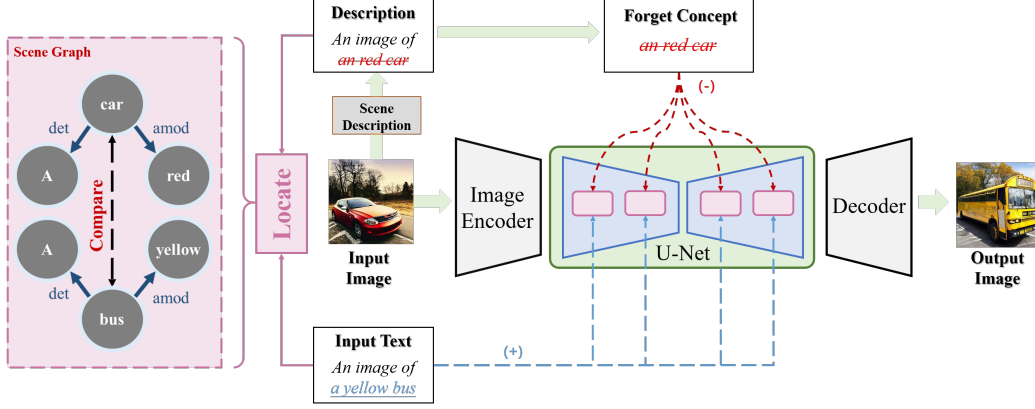 Scene Graph
car
det
amod
A
red
Compare
A
yellow
det
amod
bus
Locate
Description
An image of
an red car
Scene
Description
Input
Image
Input Text
An image of
a yellow bus
Forget Concept
an red car
(-)
Image
Encoder
U-Net
(+)
Decoder
Output
Image